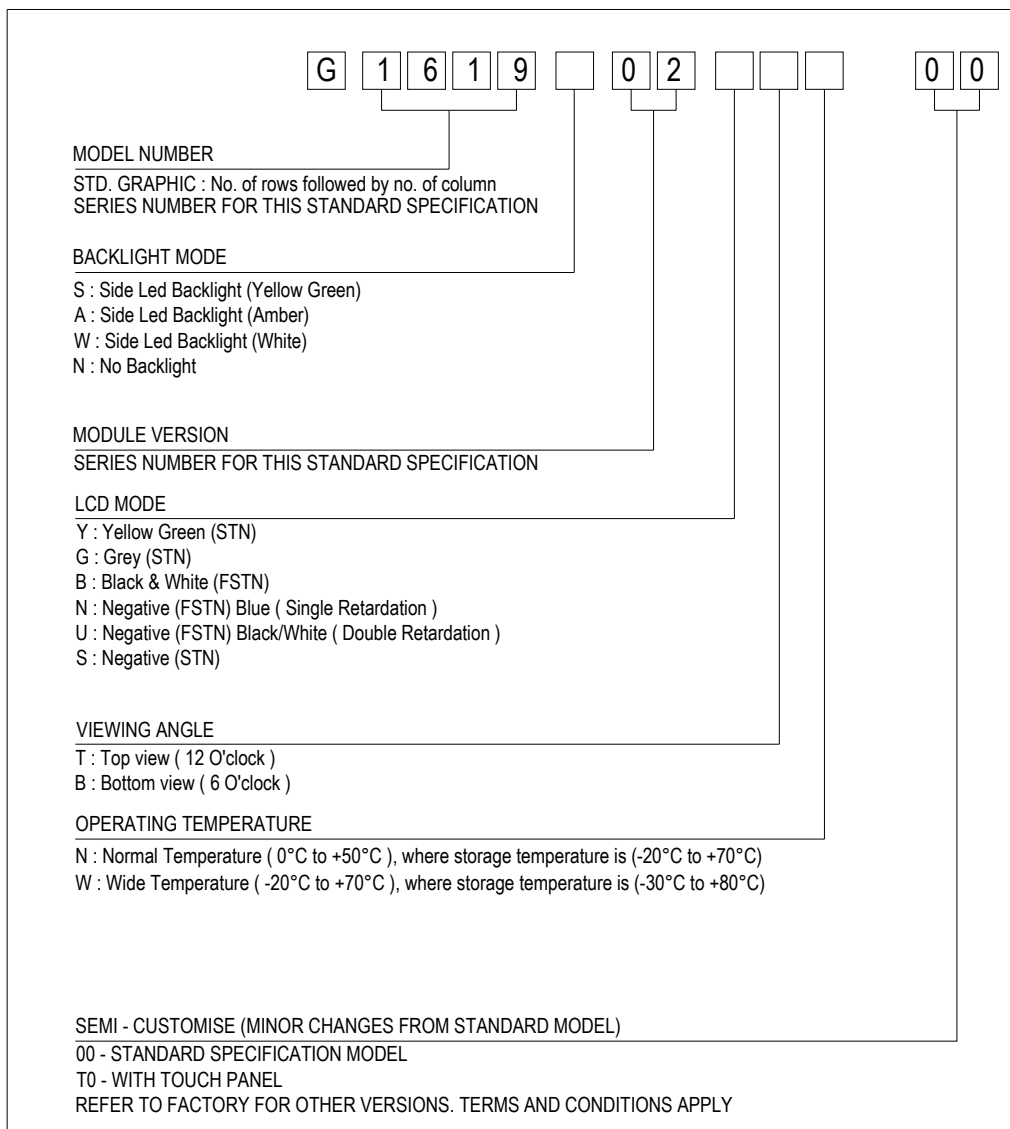 G 1 6 1 9 0 2 0 0
MODEL NUMBER
STD. GRAPHIC : No. of rows followed by no. of column
SERIES NUMBER FOR THIS STANDARD SPECIFICATION
BACKLIGHT MODE
S : Side Led Backlight (Yellow Green)
A : Side Led Backlight (Amber)
W : Side Led Backlight (White)
N : No Backlight
MODULE VERSION
SERIES NUMBER FOR THIS STANDARD SPECIFICATION
LCD MODE
Y : Yellow Green (STN)
G : Grey (STN)
B : Black & White (FSTN)
N : Negative (FSTN) Blue ( Single Retardation )
U : Negative (FSTN) Black/White ( Double Retardation )
S : Negative (STN)
VIEWING ANGLE
T : Top view ( 12 O'clock )
B : Bottom view ( 6 O'clock )
OPERATING TEMPERATURE
N : Normal Temperature ( 0°C to +50°C ), where storage temperature is (-20°C to +70°C)
W : Wide Temperature ( -20°C to +70°C ), where storage temperature is (-30°C to +80°C)
SEMI - CUSTOMISE (MINOR CHANGES FROM STANDARD MODEL)
00 - STANDARD SPECIFICATION MODEL
T0 - WITH TOUCH PANEL
REFER TO FACTORY FOR OTHER VERSIONS. TERMS AND CONDITIONS APPLY